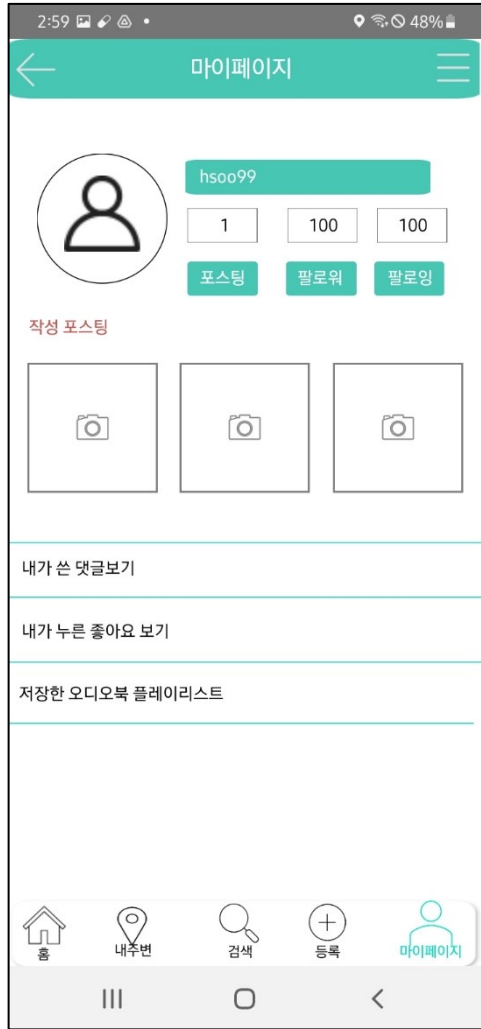 2:59 48%
마이페이지
hsoo99
1 100 100
포스팅 팔로워 팔로잉
작성 포스팅
내가 쓴 댓글보기
내가 누른 좋아요 보기
저장한 오디오북 플레이리스트
홈 내주변 검색 등록 마이페이지